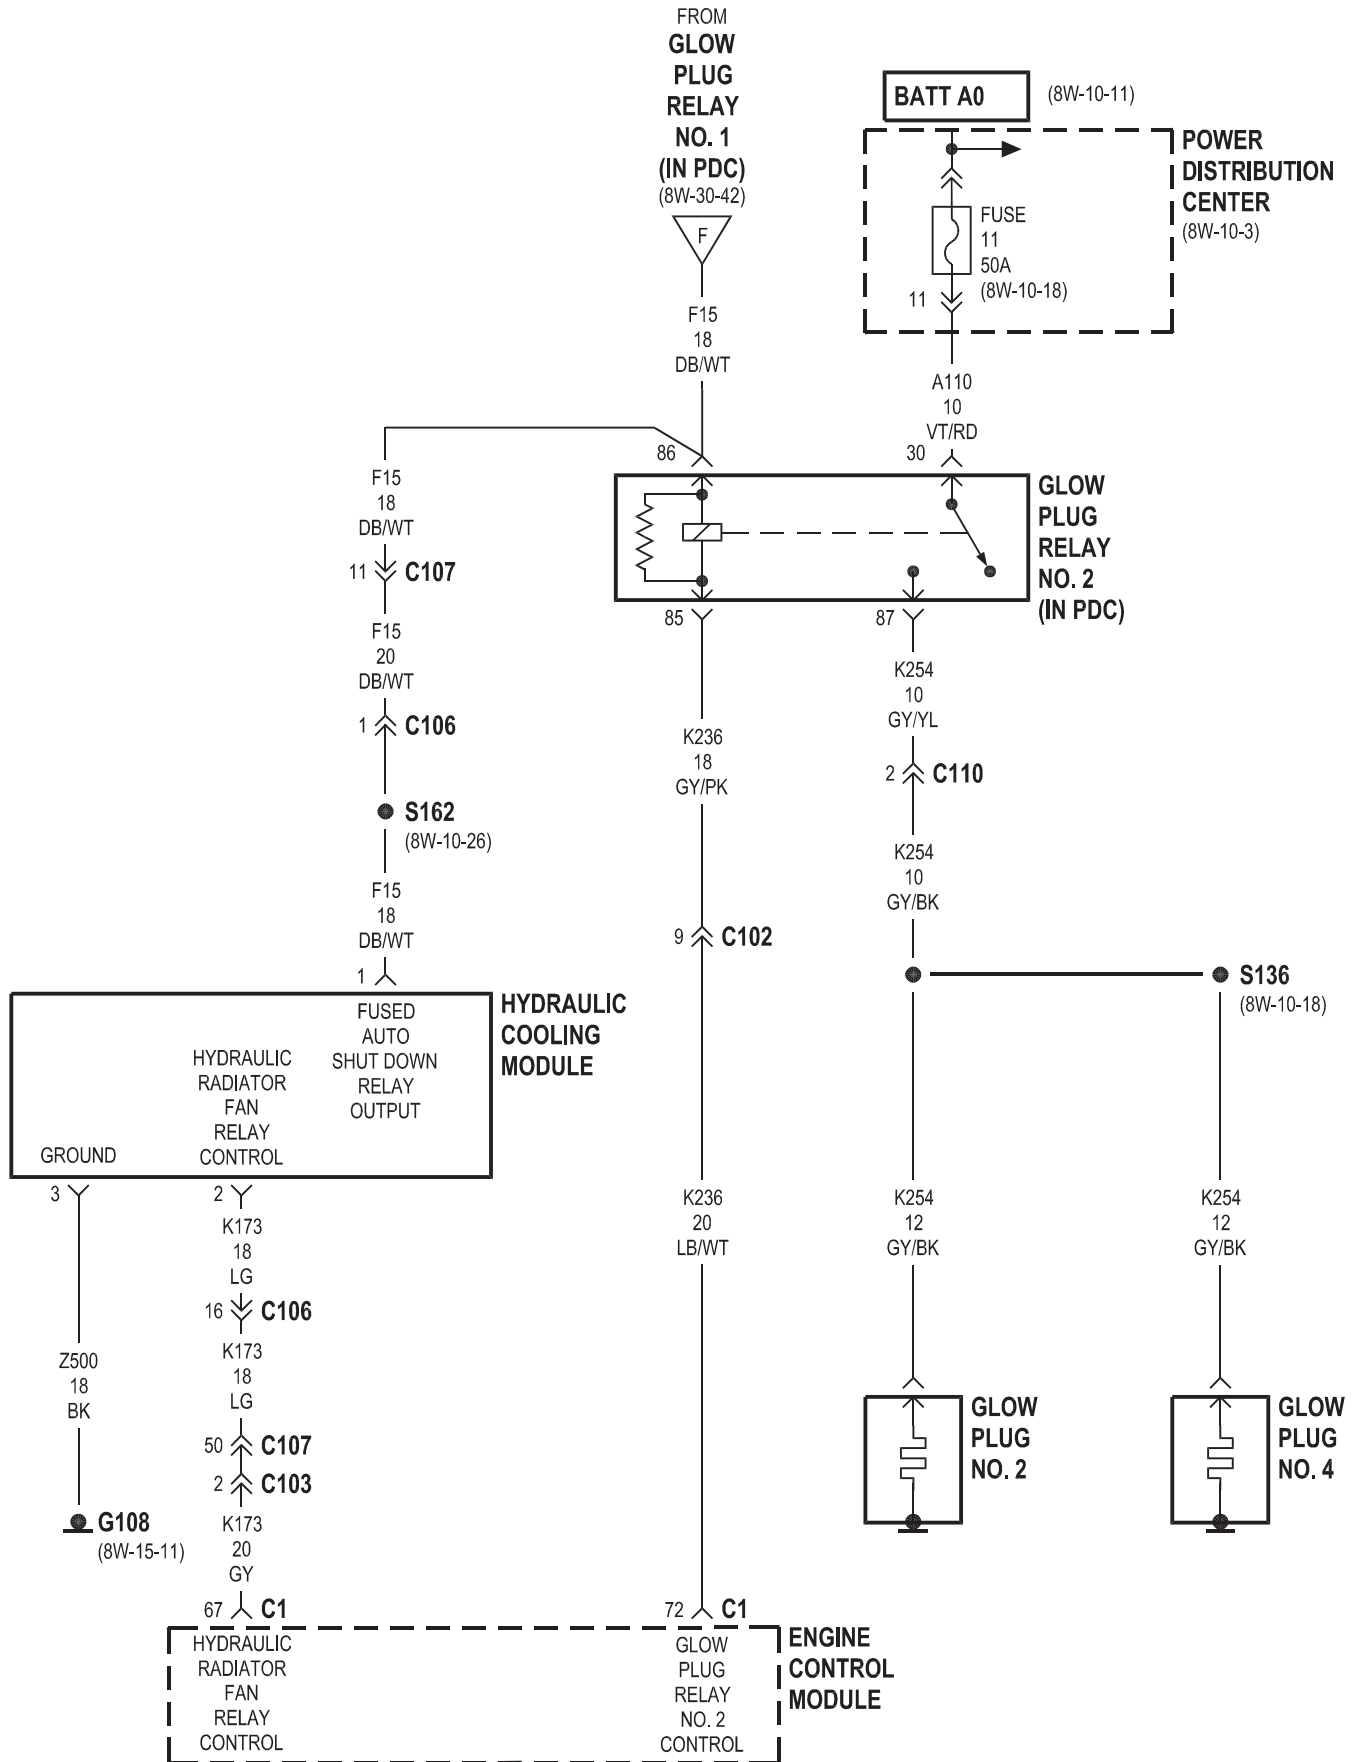 FROM
GLOW
PLUG
RELAY
NO. 1
(IN PDC)
(8W-30-42)
F
F15
18
DB/WT
BATT A0
(8W-10-11)
POWER
DISTRIBUTION
CENTER
(8W-10-3)
FUSE
11
50A
(8W-10-18)
11
A110
10
VT/RD
86
30
GLOW
PLUG
RELAY
NO. 2
(IN PDC)
85
87
F15
18
DB/WT
11
C107
F15
20
DB/WT
1
C106
S162
(8W-10-26)
F15
18
DB/WT
1
K236
18
GY/PK
9
C102
K254
10
GY/YL
2
C110
K254
10
GY/BK
S136
(8W-10-18)
HYDRAULIC
COOLING
MODULE
FUSED
AUTO
SHUT DOWN
RELAY
OUTPUT
HYDRAULIC
RADIATOR
FAN
RELAY
CONTROL
GROUND
3
2
K173
18
LG
16
C106
K173
18
LG
50
C107
2
C103
K173
20
GY
67
C1
Z500
18
BK
G108
(8W-15-11)
K236
20
LB/WT
72
C1
K254
12
GY/BK
K254
12
GY/BK
GLOW
PLUG
NO. 2
GLOW
PLUG
NO. 4
HYDRAULIC
RADIATOR
FAN
RELAY
CONTROL
GLOW
PLUG
RELAY
NO. 2
CONTROL
ENGINE
CONTROL
MODULE